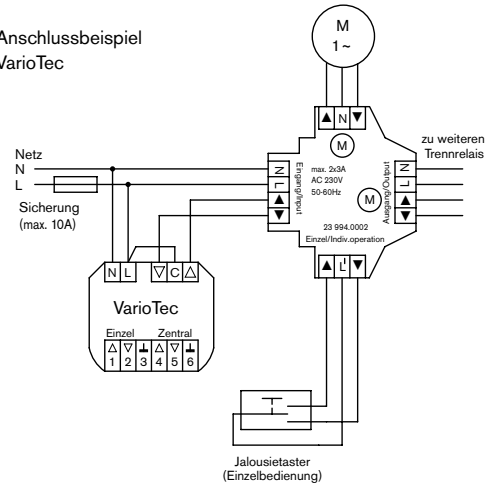 Anschlussbeispiel
VarioTec
M
1~
▲ N ▼
M
zu weiteren
Trennrelais
Netz
N
L
Sicherung
(max. 10A)
Eingang/Input
N
L
▲
▼
max. 2x3A
AC 230V
50-60Hz
M
Ausgang/Output
N
L
▲
▼
23 994.0002
Einzel/Indiv.operation
▲ L' ▼
N L ▽ C △
VarioTec
Einzel Zentral
△ ▽ ┸ △ ▽ ┸
1 2 3 4 5 6
Jalousietaster
(Einzelbedienung)